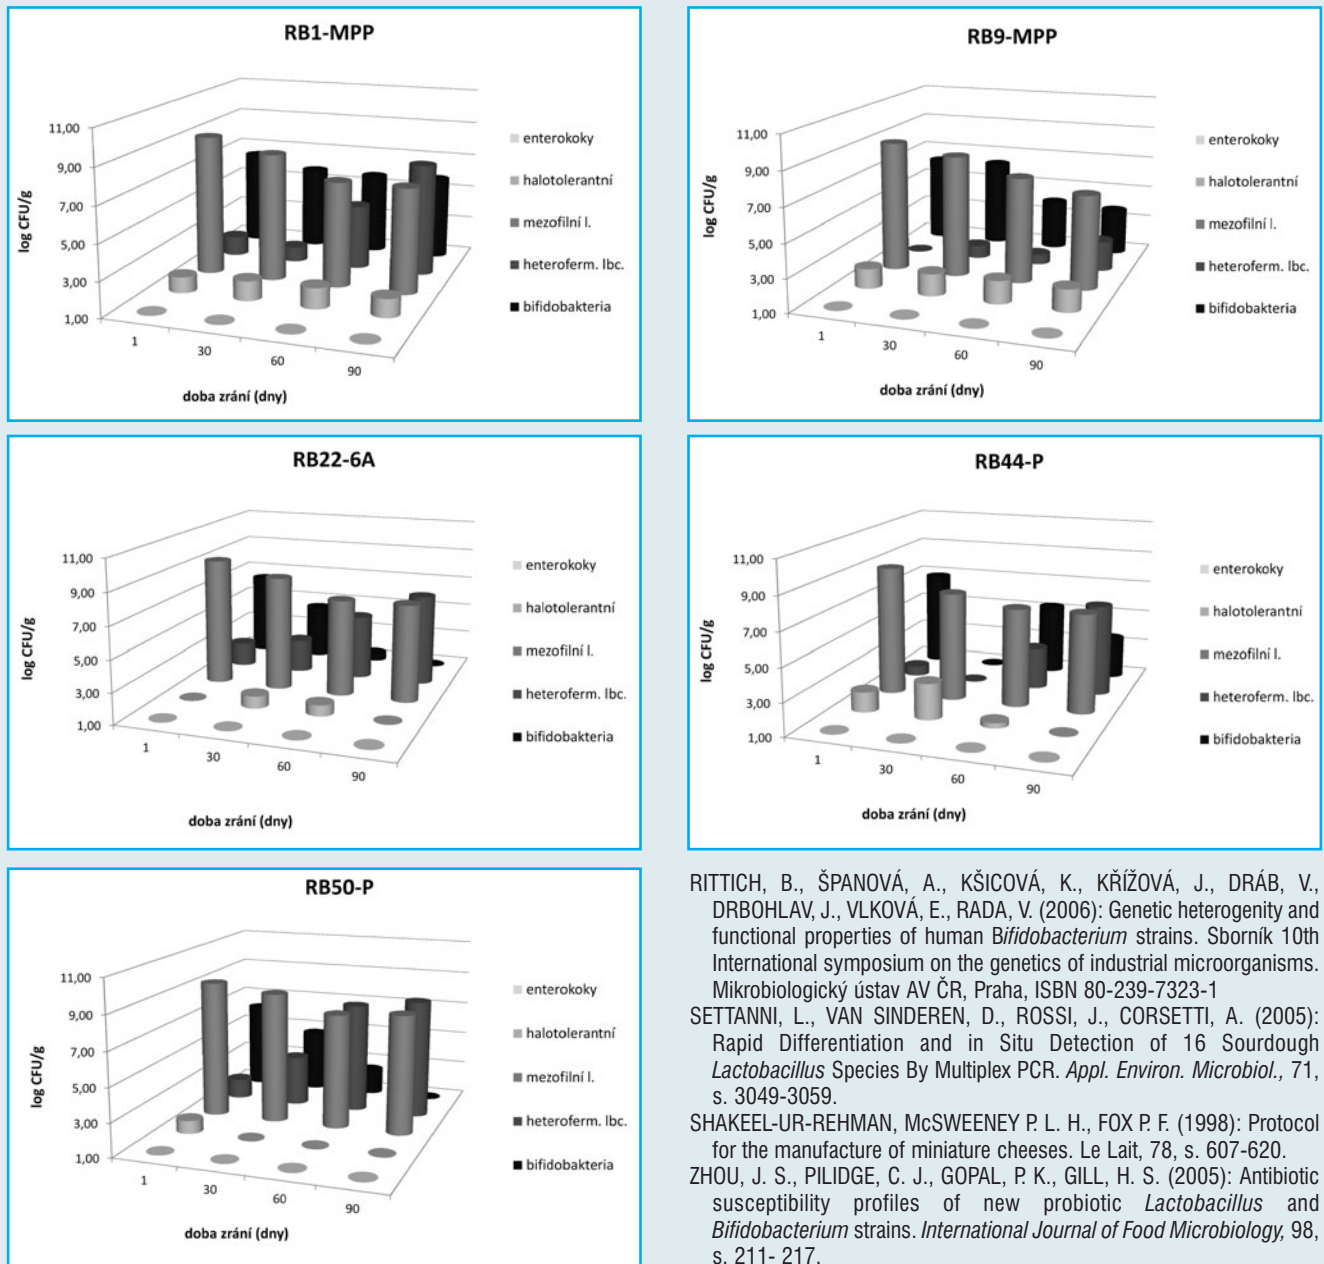 RB1-MPP
11,00
9,00
7,00
5,00
3,00
1,00
log CFU/g
1
30
60
90
doba zrání (dny)
enterokoky
halotolerantní
mezofilní l.
heteroferm. lbc.
bifidobakteria
RB9-MPP
11,00
9,00
7,00
5,00
3,00
1,00
log CFU/g
1
30
60
90
doba zrání (dny)
enterokoky
halotolerantní
mezofilní l.
heteroferm. lbc.
bifidobakteria
RB22-6A
11,00
9,00
7,00
5,00
3,00
1,00
log CFU/g
1
30
60
90
doba zrání (dny)
enterokoky
halotolerantní
mezofilní l.
heteroferm. lbc.
bifidobakteria
RB44-P
11,00
9,00
7,00
5,00
3,00
1,00
log CFU/g
1
30
60
90
doba zrání (dny)
enterokoky
halotolerantní
mezofilní l.
heteroferm. lbc.
bifidobakteria
RB50-P
11,00
9,00
7,00
5,00
3,00
1,00
log CFU/g
1
30
60
90
doba zrání (dny)
enterokoky
halotolerantní
mezofilní l.
heteroferm. lbc.
bifidobakteria
RITTICH, B., ŠPANOVÁ, A., KŠICOVÁ, K., KŘÍŽOVÁ, J., DRÁB, V.,
DRBOHLAV, J., VLKOVÁ, E., RADA, V. (2006): Genetic heterogenity and
functional properties of human Bifidobacterium strains. Sborník 10th
International symposium on the genetics of industrial microorganisms.
Mikrobiologický ústav AV ČR, Praha, ISBN 80-239-7323-1
SETTANNI, L., VAN SINDEREN, D., ROSSI, J., CORSETTI, A. (2005):
Rapid Differentiation and in Situ Detection of 16 Sourdough
Lactobacillus Species By Multiplex PCR. Appl. Environ. Microbiol., 71,
s. 3049-3059.
SHAKEEL-UR-REHMAN, McSWEENEY P. L. H., FOX P. F. (1998): Protocol
for the manufacture of miniature cheeses. Le Lait, 78, s. 607-620.
ZHOU, J. S., PILIDGE, C. J., GOPAL, P. K., GILL, H. S. (2005): Antibiotic
susceptibility profiles of new probiotic Lactobacillus and
Bifidobacterium strains. International Journal of Food Microbiology, 98,
s. 211- 217.